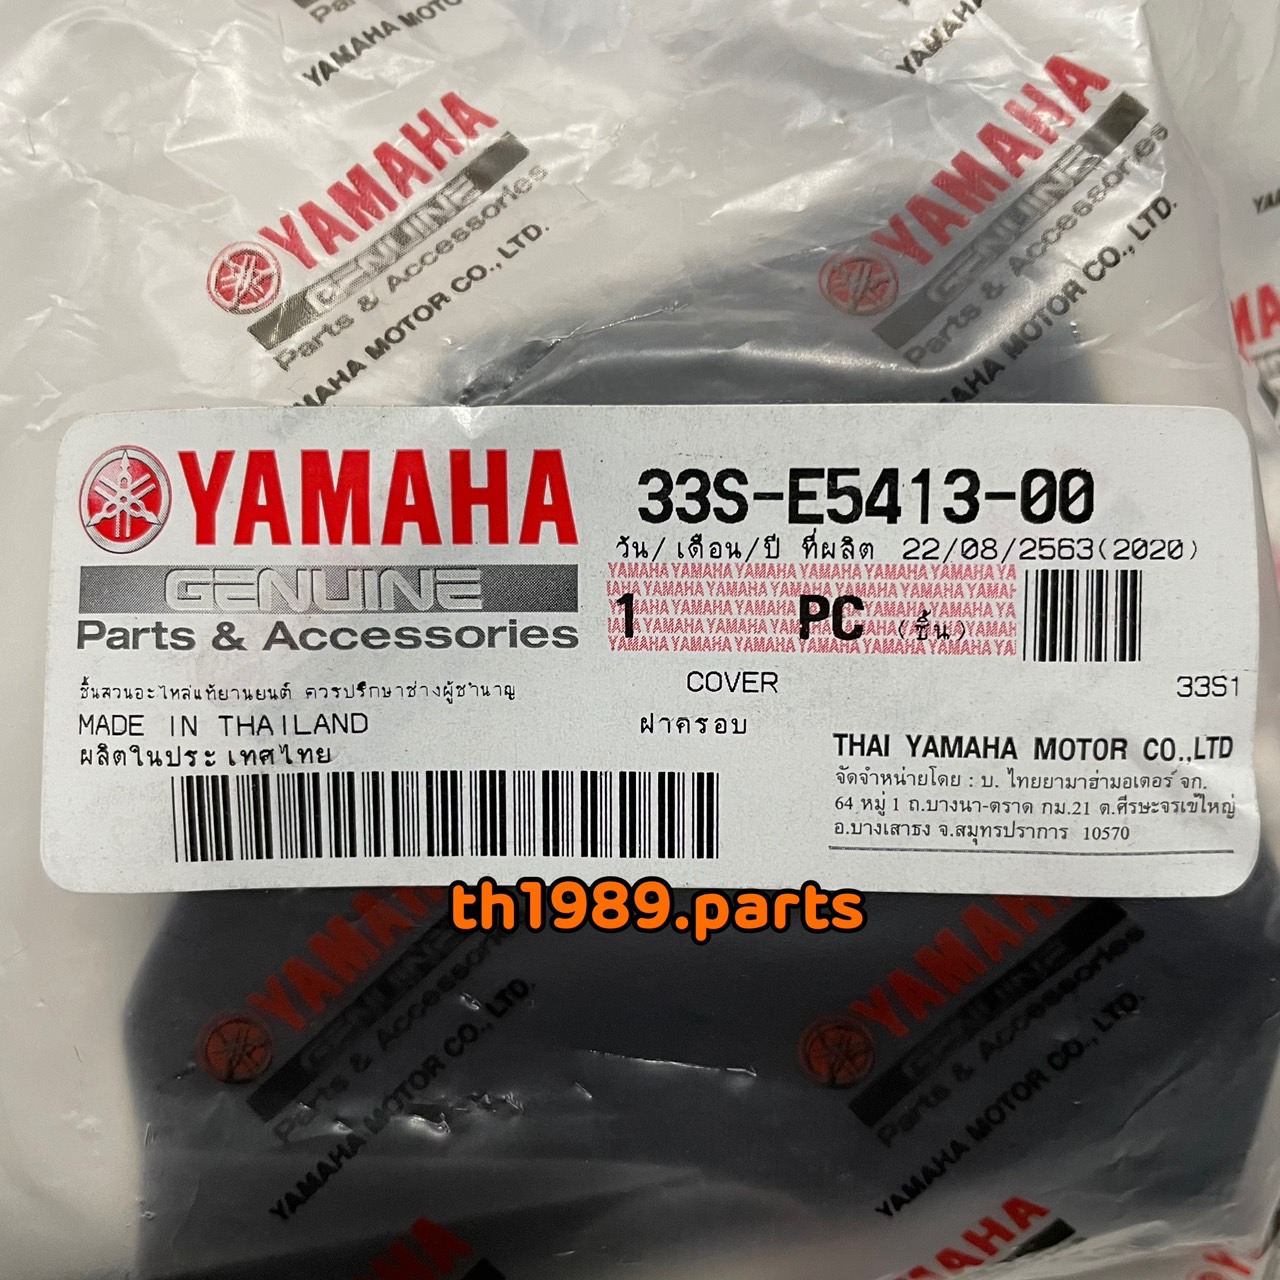 Parts & Accessories
YAMAHA MOTOR
YAMAHA
GENUINE
Parts & Accessories
YAMAHA MOTOR CO.,LTD.
YAMAHA
GENUINE
Parts & Accessories
YAMAHA MOTOR CO.,LTD.
YAMAHA
GENUINE
Parts & Accessories
33S-E5413-00
วัน/เดือน/ปี ที่ผลิต 22/08/2563(2020)
1 PC (ชิ้น)
ชิ้นส่วนอะไหล่แท้ยานยนต์ ควรปรึกษาช่างผู้ชำนาญ
MADE IN THAILAND
ผลิตในประเทศไทย
COVER
ฝาครอบ
33S1
THAI YAMAHA MOTOR CO.,LTD
จัดจำหน่ายโดย : บ. ไทยยามาฮ่ามอเตอร์ จก.
64 หมู่ 1 ถ.บางนา-ตราด กม.21 ต.ศีรษะจรเข้ใหญ่
อ.บางเสาธง จ.สมุทรปราการ 10570
th1989.parts
YAMAHA
GENUINE
Parts & Accessories
YAMAHA MOTOR CO.,LTD.
YAMAHA
GENUINE
Parts & Accessories
YAMAHA MOTOR CO.,LTD.